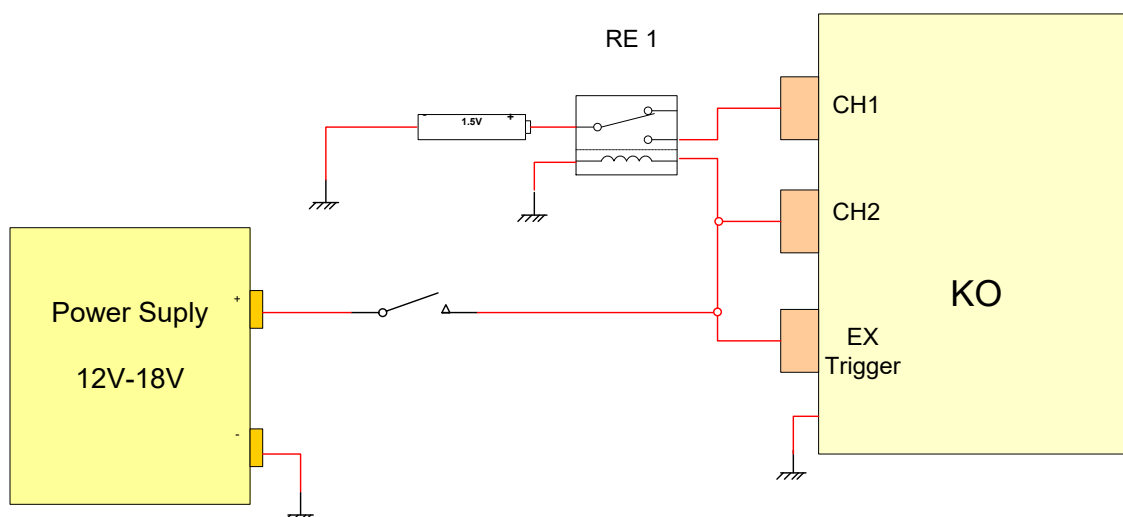 RE 1
- 1.5V +
CH1
CH2
EX
Trigger
KO
Power Suply
12V-18V
+
-